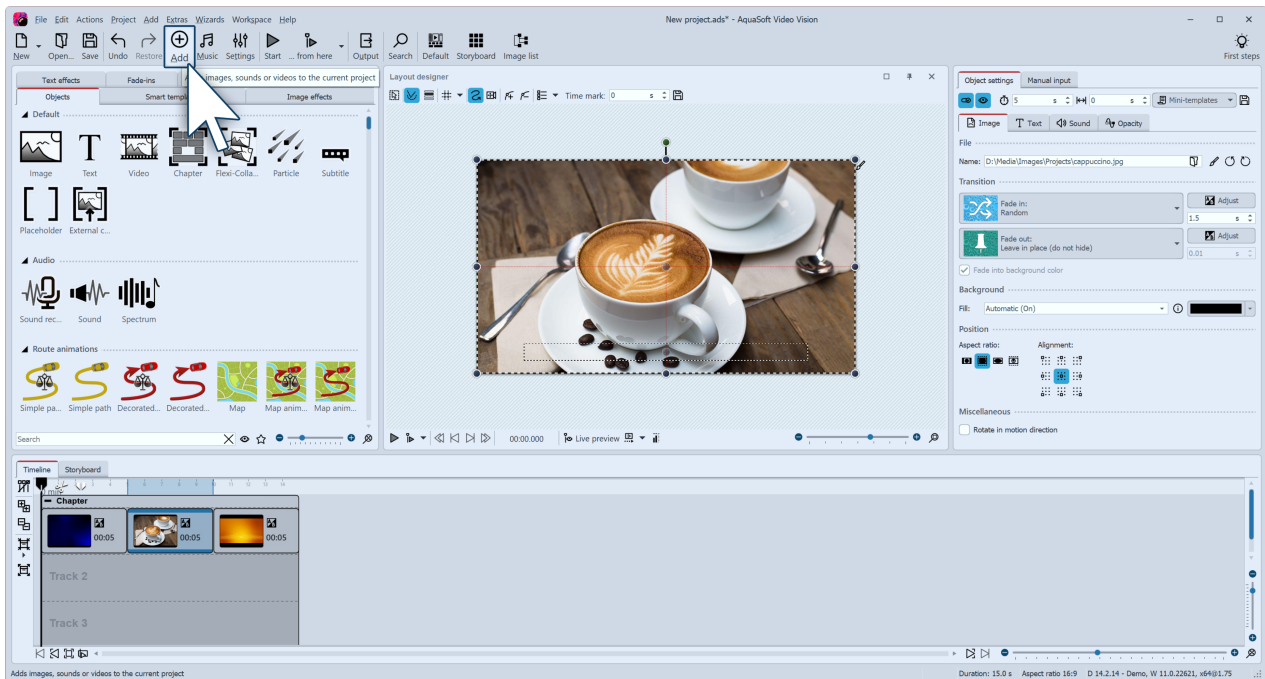 File Edit Actions Project Add Extras Wizards Workspace Help
New project.ads* - AquaSoft Video Vision
New Open... Save Undo Restore Add Music Settings Start ... from here Output Search Default Storyboard Image list
First steps
images, sounds or videos to the current project
Text effects Fade-ins
Objects Smart temp Image effects
Default
Image Text Video Chapter Flexi-Colla... Particle Subtitle
Placeholder External c...
Audio
Sound rec... Sound Spectrum
Route animations
Simple pa... Simple path Decorated... Decorated... Map Map anim... Map anim...
Search
Layout designer
Time mark: 0 s
00:00.000 Live preview
Object settings Manual input
5 s 0 s Mini-templates
Image Text Sound Opacity
File
Name: D:\Media\Images\Projects\cappuccino.jpg
Transition
Fade in:
Random
Adjust
1.5 s
Fade out:
Leave in place (do not hide)
Adjust
0.01 s
Fade into background color
Background
Fill: Automatic (On)
Position
Aspect ratio: Alignment:
Miscellaneous
Rotate in motion direction
Timeline Storyboard
0 min
Chapter
00:05 00:05 00:05
Track 2
Track 3
Adds images, sounds or videos to the current project
Duration: 15.0 s Aspect ratio 16:9 D 14.2.14 - Demo, W 11.0.22621, x64@1.75